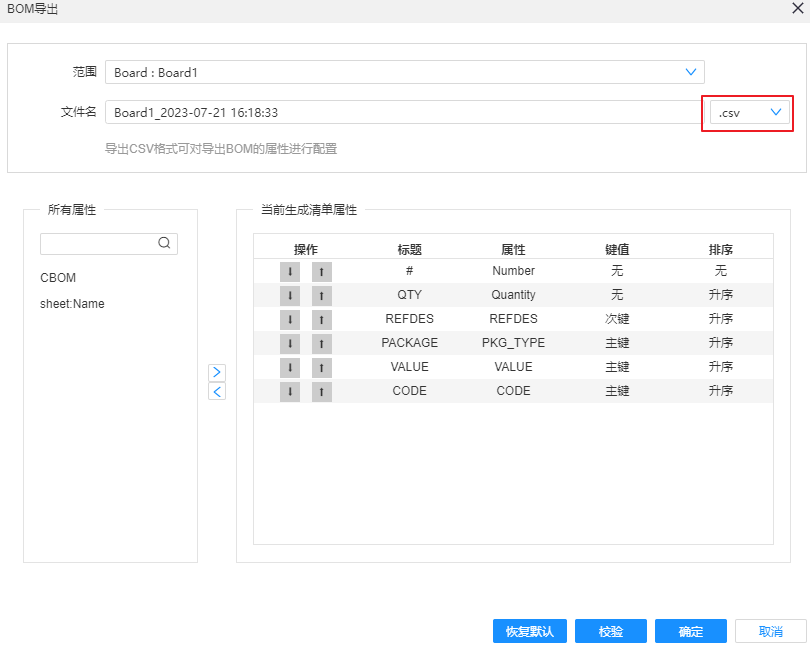 BOM导出
范围 Board : Board1
文件名 Board1_2023-07-21 16:18:33 .csv
导出CSV格式可对导出BOM的属性进行配置
所有属性
CBOM
sheet:Name
当前生成清单属性
操作 标题 属性 键值 排序
# Number 无 无
QTY Quantity 无 升序
REFDES REFDES 次键 升序
PACKAGE PKG_TYPE 主键 升序
VALUE VALUE 主键 升序
CODE CODE 主键 升序
恢复默认 校验 确定 取消